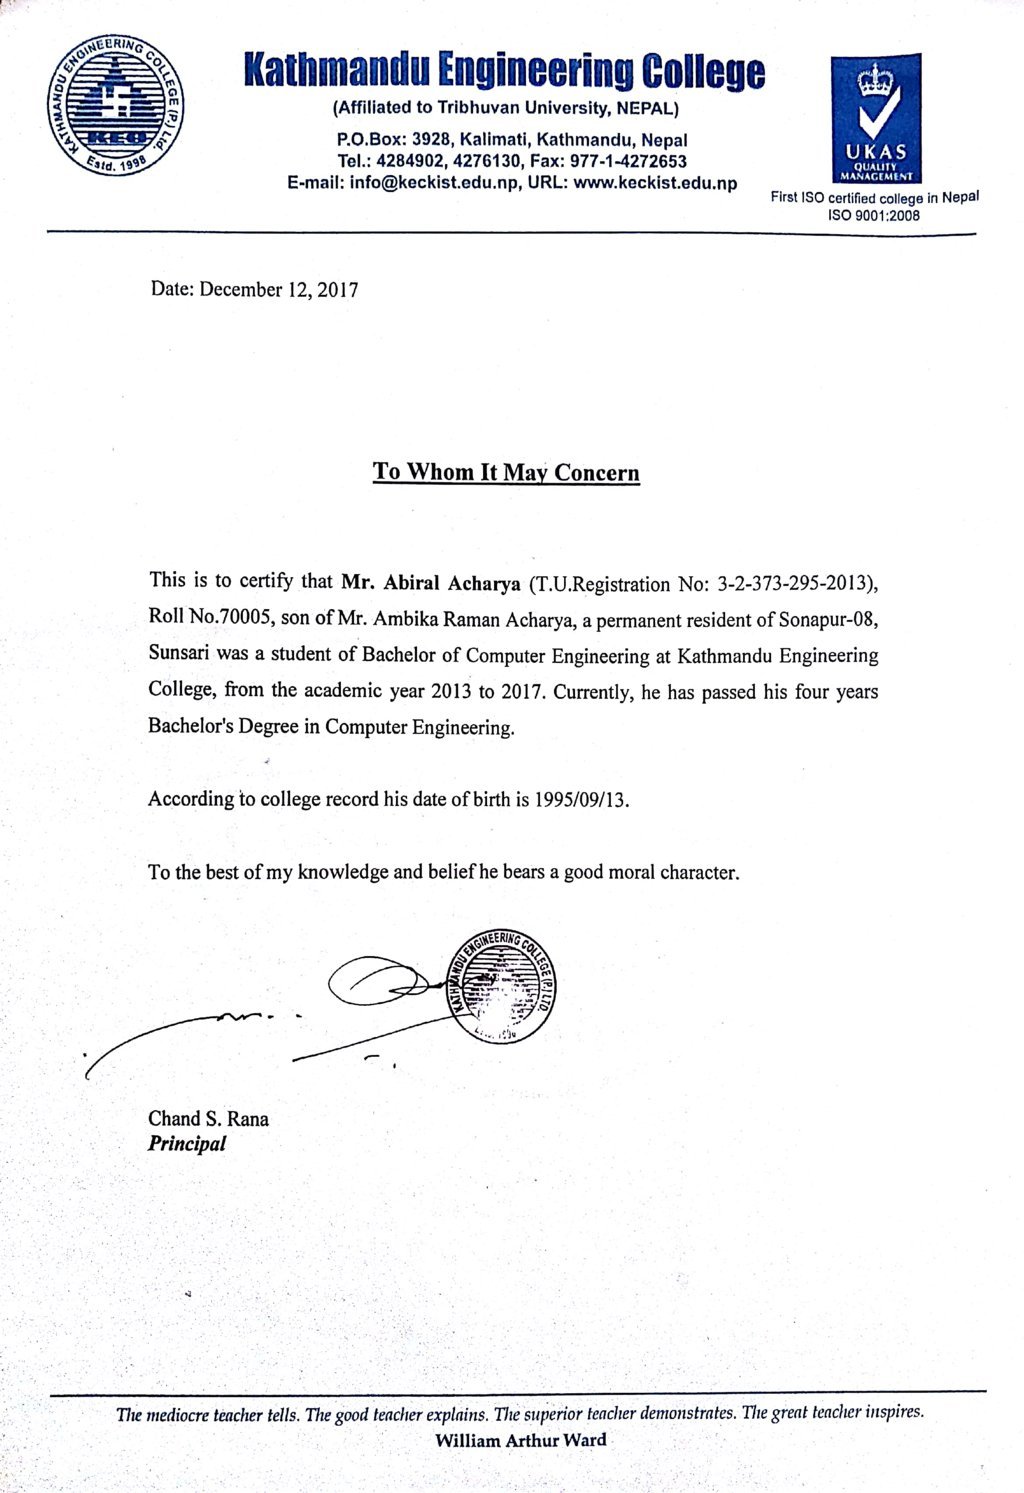 KATHMANDU ENGINEERING COLLEGE (P.) Ltd.
KEC
Estd. 1998
Kathmandu Engineering College
(Affiliated to Tribhuvan University, NEPAL)
P.O.Box: 3928, Kalimati, Kathmandu, Nepal
Tel.: 4284902, 4276130, Fax: 977-1-4272653
E-mail: info@keckist.edu.np, URL: www.keckist.edu.np
UKAS
QUALITY
MANAGEMENT
First ISO certified college in Nepal
ISO 9001:2008
Date: December 12, 2017
To Whom It May Concern
This is to certify that Mr. Abiral Acharya (T.U.Registration No: 3-2-373-295-2013),
Roll No.70005, son of Mr. Ambika Raman Acharya, a permanent resident of Sonapur-08,
Sunsari was a student of Bachelor of Computer Engineering at Kathmandu Engineering
College, from the academic year 2013 to 2017. Currently, he has passed his four years
Bachelor's Degree in Computer Engineering.
According to college record his date of birth is 1995/09/13.
To the best of my knowledge and belief he bears a good moral character.
KATHMANDU ENGINEERING COLLEGE (P.) LTD.
Chand S. Rana
Principal
The mediocre teacher tells. The good teacher explains. The superior teacher demonstrates. The great teacher inspires.
William Arthur Ward